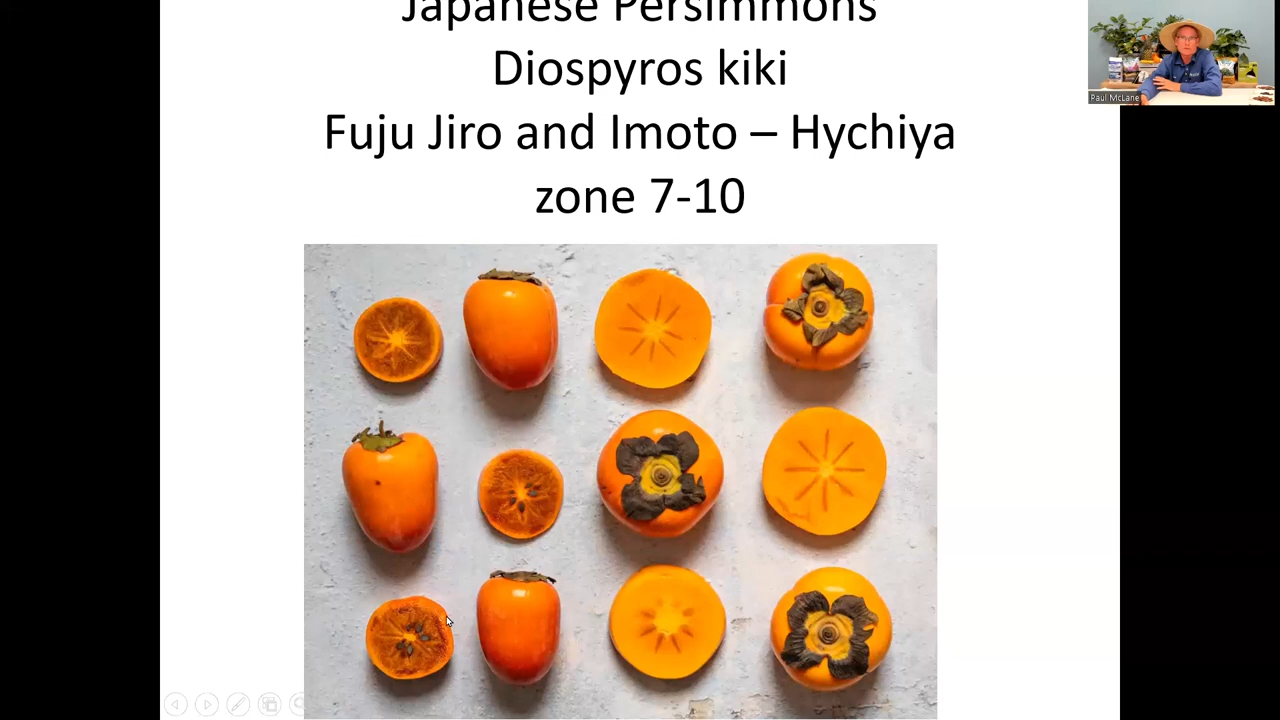 Japanese Persimmons
Diospyros kiki
Fuju Jiro and Imoto – Hychiya
zone 7-10
Paul McLane